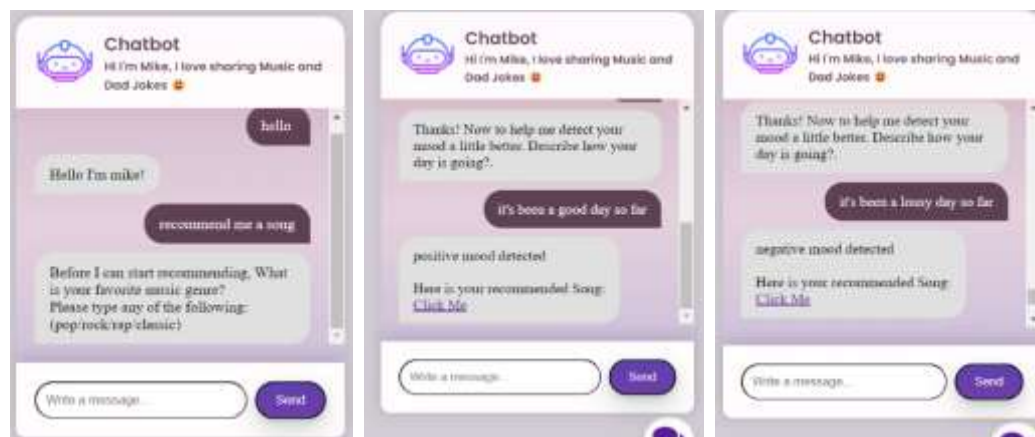 Chatbot
Hi I'm Mike, I love sharing Music and
Dad Jokes
hello
Hello I'm mike!
recommend me a song
Before I can start recommending, What
is your favorite music genre?
Please type any of the following:
(pop/rock/rap/classic)
Write a message...
Send
Chatbot
Hi I'm Mike, I love sharing Music and
Dad Jokes
Thanks! Now to help me detect your
mood a little better. Describe how your
day is going?.
it's been a good day so far
positive mood detected
Here is your recommended Song:
Click Me
Write a message...
Send
Chatbot
Hi I'm Mike, I love sharing Music and
Dad Jokes
Thanks! Now to help me detect your
mood a little better. Describe how your
day is going?.
it's been a lousy day so far
negative mood detected
Here is your recommended Song:
Click Me
Write a message...
Send